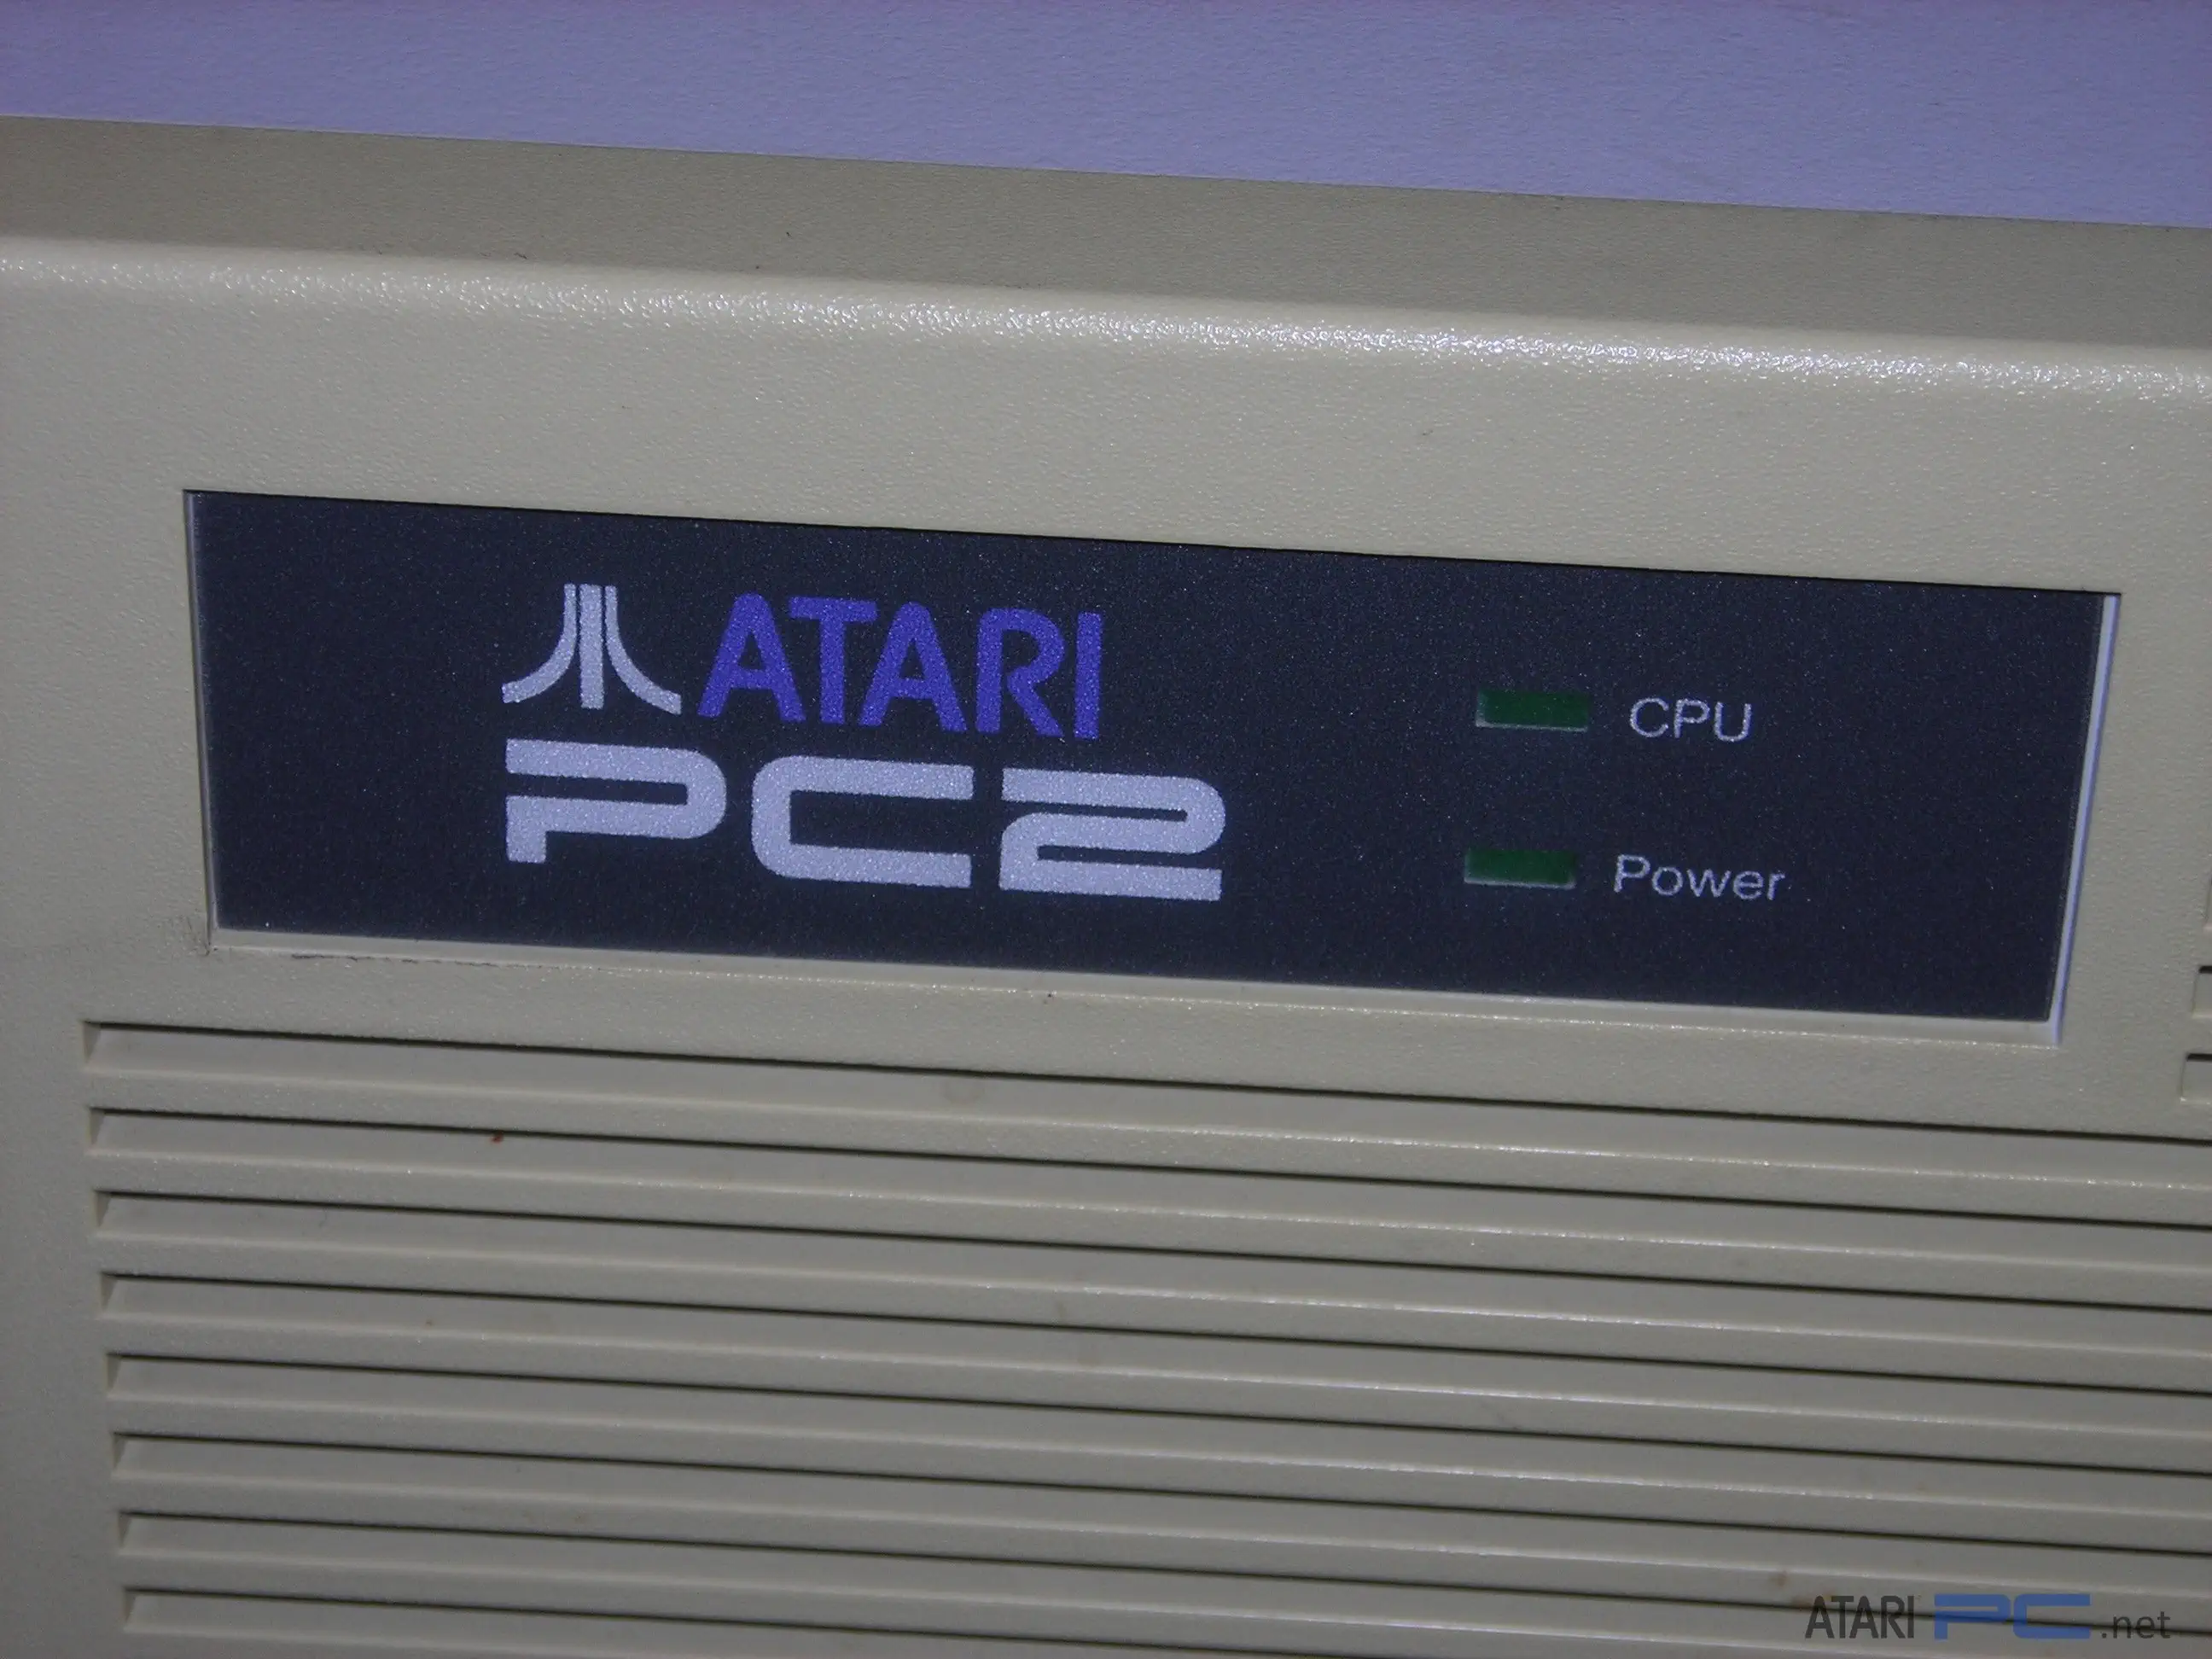 ATARI
PC2
CPU
Power
ATARI PC.net